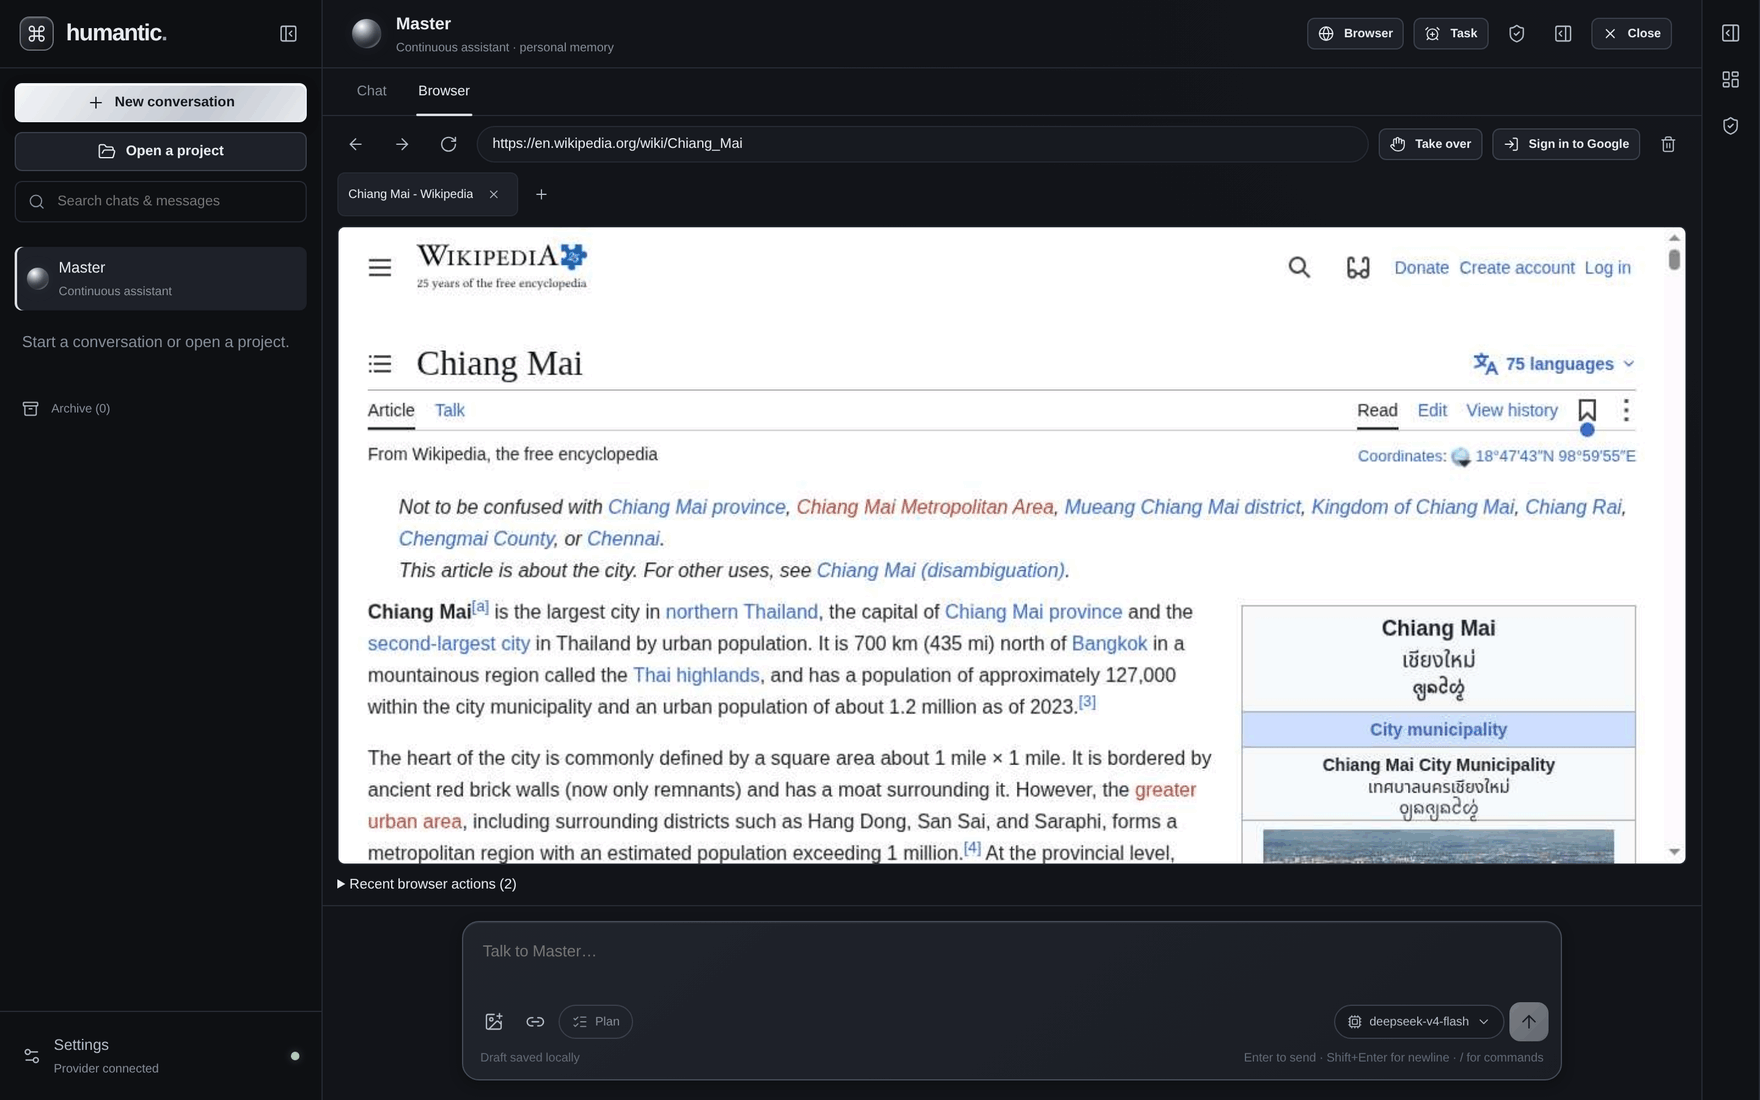 humantic.
New conversation
Open a project
Search chats & messages
Master
Continuous assistant
Start a conversation or open a project.
Archive (0)
Settings
Provider connected
Master
Continuous assistant · personal memory
Browser
Task
Close
Chat
Browser
https://en.wikipedia.org/wiki/Chiang_Mai
Take over
Sign in to Google
Chiang Mai - Wikipedia
WIKIPEDIA
25
25 years of the free encyclopedia
Donate Create account Log in
Chiang Mai
75 languages
Article Talk
Read Edit View history
From Wikipedia, the free encyclopedia
Coordinates: 18°47′43″N 98°59′55″E
Not to be confused with Chiang Mai province, Chiang Mai Metropolitan Area, Mueang Chiang Mai district, Kingdom of Chiang Mai, Chiang Rai,
Chengmai County, or Chennai.
This article is about the city. For other uses, see Chiang Mai (disambiguation).
Chiang Mai[a] is the largest city in northern Thailand, the capital of Chiang Mai province and the
second-largest city in Thailand by urban population. It is 700 km (435 mi) north of Bangkok in a
mountainous region called the Thai highlands, and has a population of approximately 127,000
within the city municipality and an urban population of about 1.2 million as of 2023.[3]
The heart of the city is commonly defined by a square area about 1 mile × 1 mile. It is bordered by
ancient red brick walls (now only remnants) and has a moat surrounding it. However, the greater
urban area, including surrounding districts such as Hang Dong, San Sai, and Saraphi, forms a
metropolitan region with an estimated population exceeding 1 million.[4] At the provincial level,
Chiang Mai
เชียงใหม่
City municipality
Chiang Mai City Municipality
เทศบาลนครเชียงใหม่
Recent browser actions (2)
Talk to Master…
Plan
deepseek-v4-flash
Draft saved locally
Enter to send · Shift+Enter for newline · / for commands